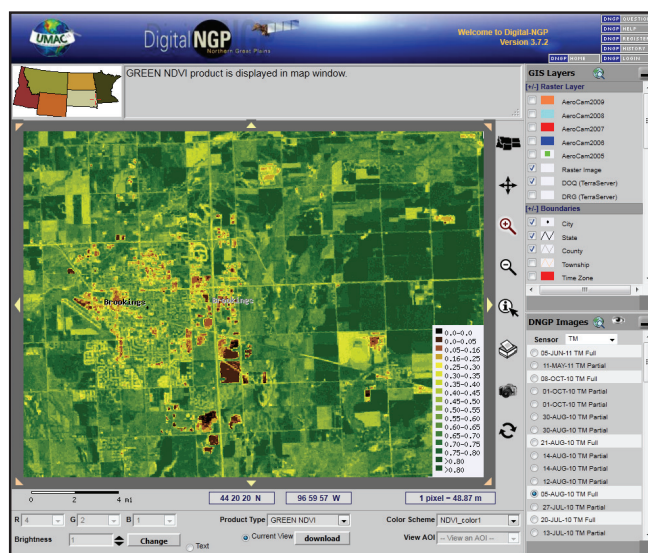 UMAC
Digital NGP
Northern Great Plains
Welcome to Digital-NGP
Version 3.7.2
DNGP QUESTION
DNGP HELP
DNGP REGISTER
DNGP HISTORY
DNGP HOME
DNGP LOGIN
GREEN NDVI product is displayed in map window.
GIS Layers
[+/-] Raster Layer
AeroCam2009
AeroCam2008
AeroCam2007
AeroCam2006
AeroCam2005
Raster Image
DOQ (TerraServer)
DRG (TerraServer)
[+/-] Boundaries
City
State
County
Township
Time Zone
Brookings
Brookings
0.0-0.0
0.0-0.05
0.05-0.16
0.16-0.25
0.25-0.30
0.30-0.35
0.35-0.40
0.40-0.45
0.45-0.50
0.50-0.55
0.55-0.60
0.60-0.65
0.65-0.70
0.70-0.75
0.75-0.80
>0.80
>0.80
DNGP Images
Sensor TM
05-JUN-11 TM Full
11-MAY-11 TM Partial
08-OCT-10 TM Full
01-OCT-10 TM Partial
01-OCT-10 TM Partial
30-AUG-10 TM Partial
30-AUG-10 TM Partial
21-AUG-10 TM Full
14-AUG-10 TM Partial
14-AUG-10 TM Partial
12-AUG-10 TM Partial
05-AUG-10 TM Full
27-JUL-10 TM Partial
20-JUL-10 TM Full
13-JUL-10 TM Partial
0 2 4 mi
44 20 20 N
96 59 57 W
1 pixel = 48.87 m
R 4 G 2 B 1
Product Type GREEN NDVI
Color Scheme NDVI_color1
Brightness 1 Change
Text
Current View
download
View AOI -- View an AOI --